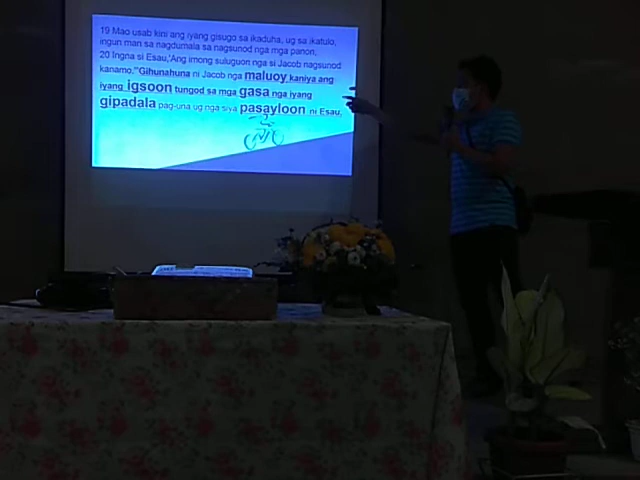 19 Mao usab kini ang iyang gisugo sa ikaduha, ug sa ikatulo,
ingun man sa nagdumala sa nagsunod nga mga panon;
20 Ingna si Esau,'Ang imong suluguon nga si Jacob nagsunod
kanamo.'"Gihunahuna ni Jacob nga maluoy kaniya ang
iyang igsoon tungod sa mga gasa nga iyang
gipadala pag-una ug nga siya pasayloon ni Esau.